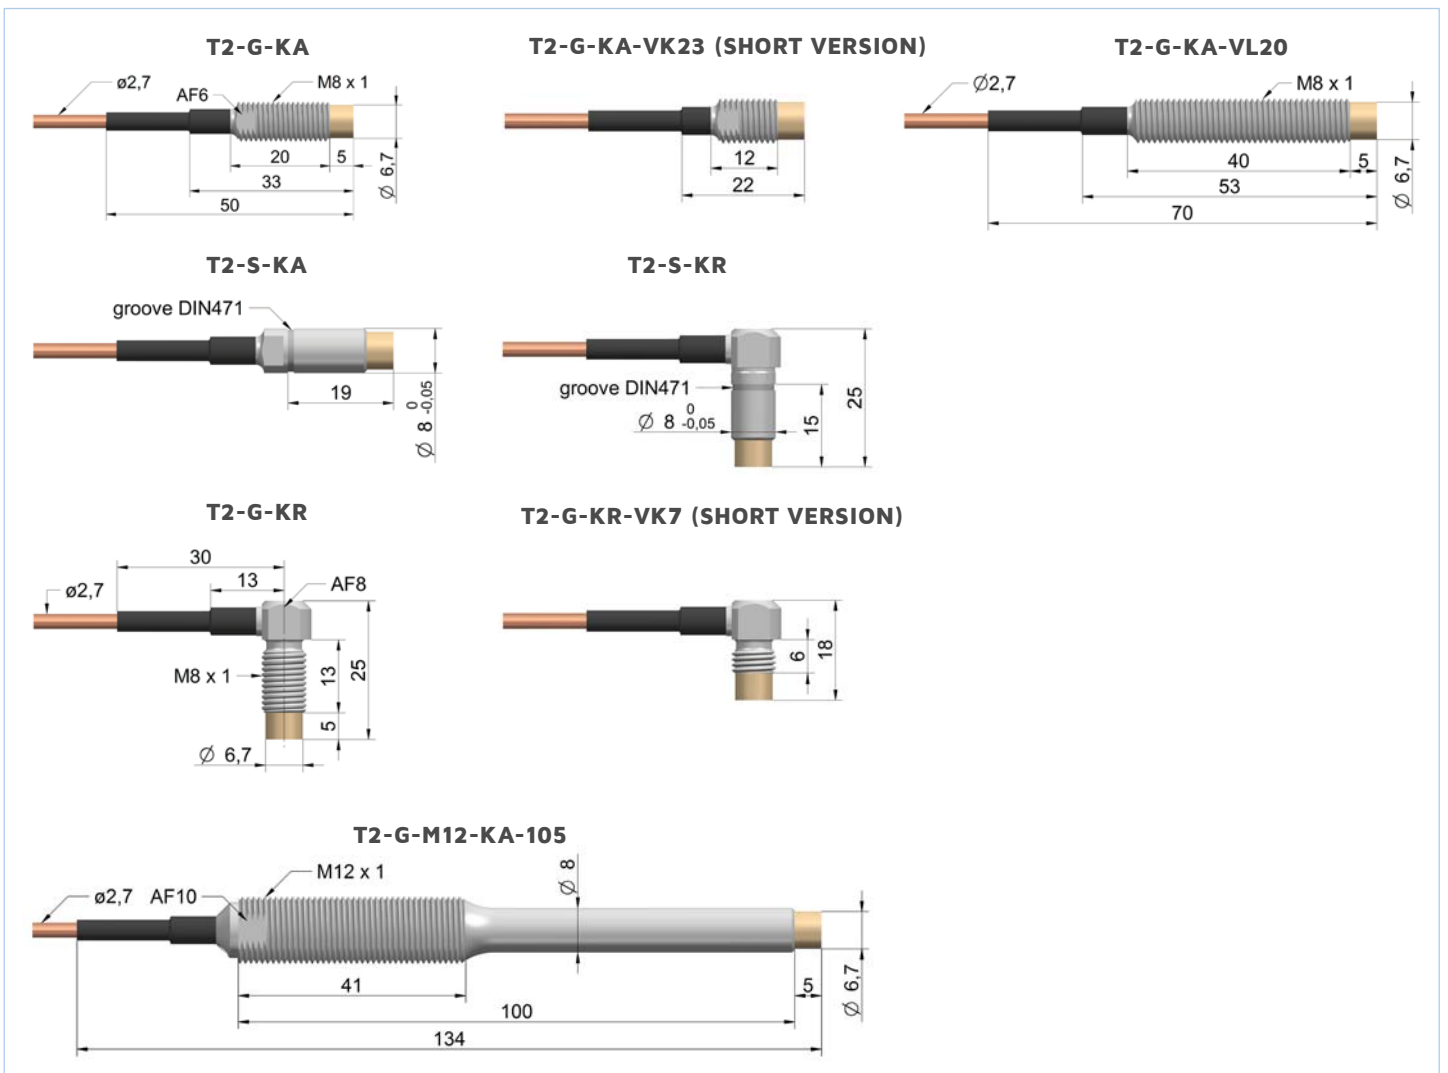 T2-G-KA
ø2,7
AF6
M8 x 1
20
5
33
50
Ø 6,7
T2-G-KA-VK23 (SHORT VERSION)
12
22
T2-G-KA-VL20
Ø2,7
M8 x 1
40
5
53
70
Ø 6,7
T2-S-KA
groove DIN471
19
Ø 8 0 -0,05
T2-S-KR
groove DIN471
Ø 8 0 -0,05
15
25
T2-G-KR
30
13
AF8
ø2,7
M8 x 1
13
25
5
Ø 6,7
T2-G-KR-VK7 (SHORT VERSION)
6
18
T2-G-M12-KA-105
M12 x 1
Ø 8
ø2,7
AF10
41
5
100
134
Ø 6,7